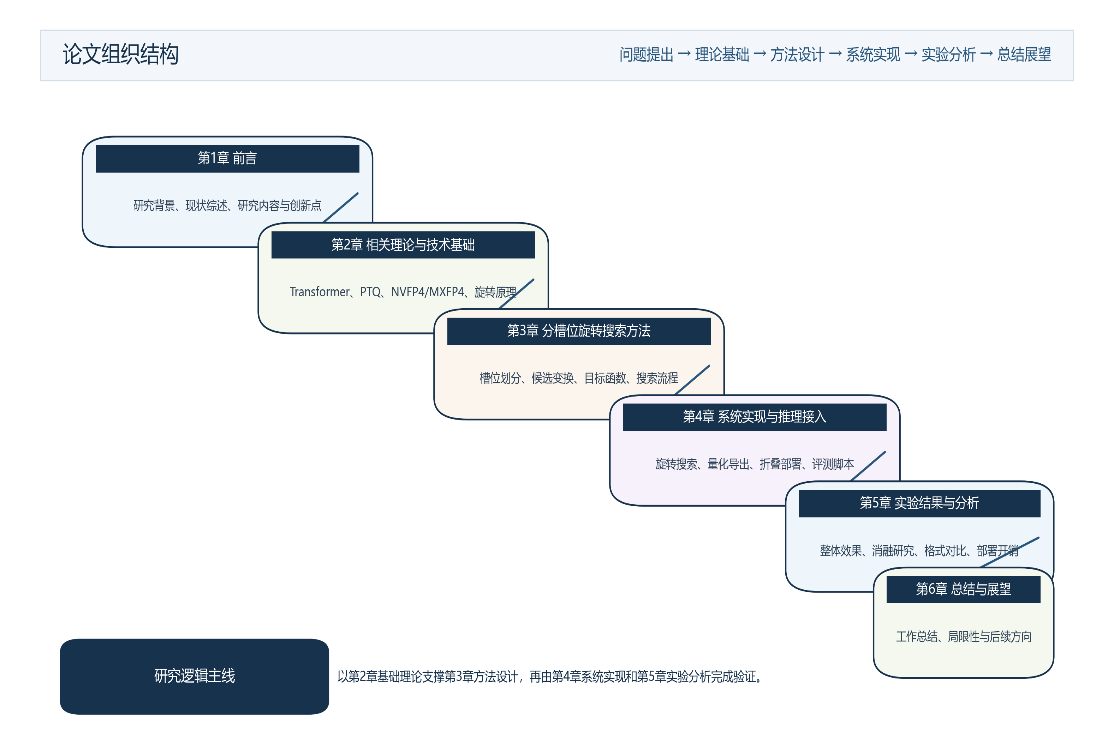 论文组织结构
问题提出 → 理论基础 → 方法设计 → 系统实现 → 实验分析 → 总结展望
第1章 前言
研究背景、现状综述、研究内容与创新点
第2章 相关理论与技术基础
Transformer、PTQ、NVFP4/MXFP4、旋转原理
第3章 分槽位旋转搜索方法
槽位划分、候选变换、目标函数、搜索流程
第4章 系统实现与推理接入
旋转搜索、量化导出、折叠部署、评测脚本
第5章 实验结果与分析
整体效果、消融研究、格式对比、部署开销
第6章 总结与展望
工作总结、局限性与后续方向
研究逻辑主线
以第2章基础理论支撑第3章方法设计，再由第4章系统实现和第5章实验分析完成验证。